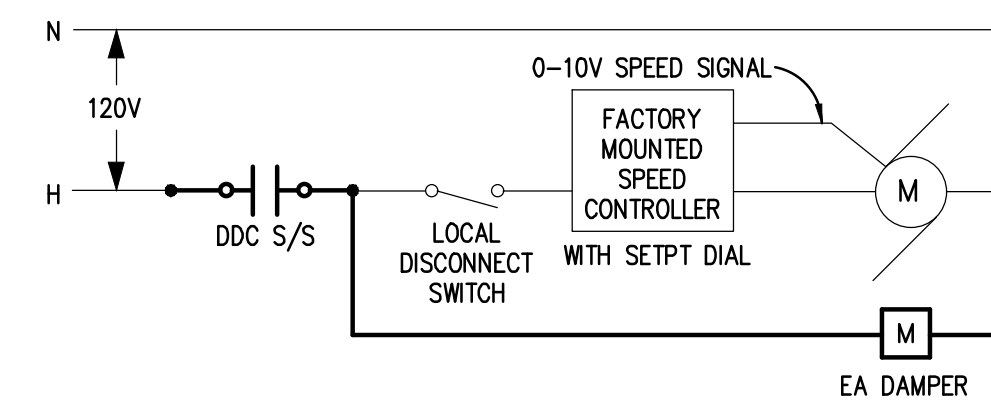 N
0-10V SPEED SIGNAL
120V
FACTORY
MOUNTED
SPEED
CONTROLLER
H
M
DDC S/S
LOCAL
DISCONNECT
SWITCH
WITH SETPT DIAL
M
EA DAMPER